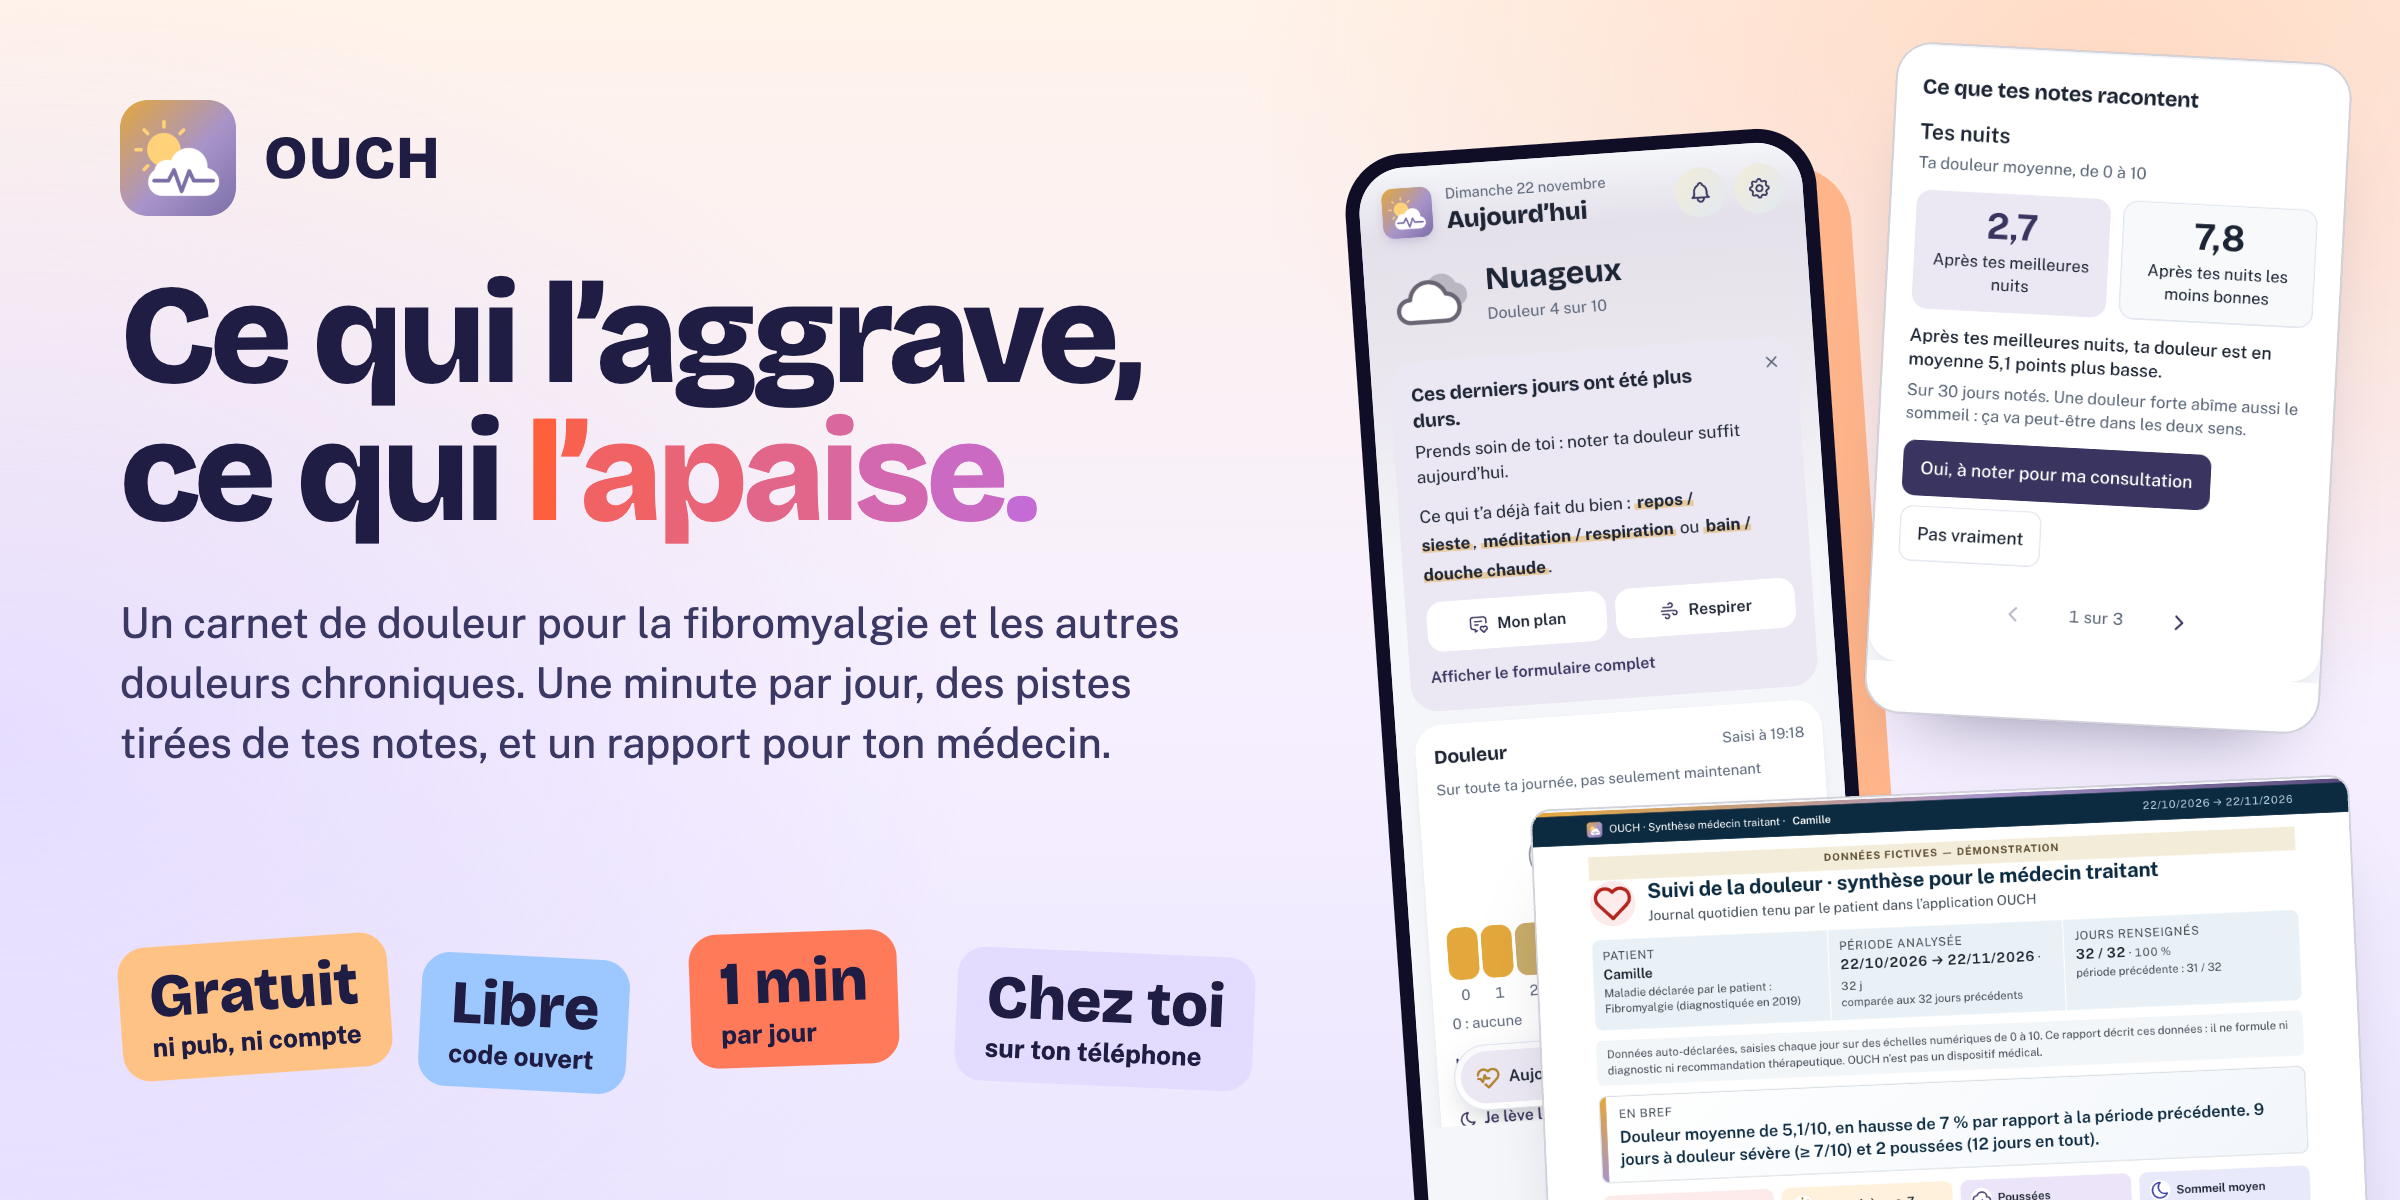 OUCH
Ce qui l’aggrave,
ce qui l’apaise.
Un carnet de douleur pour la fibromyalgie et les autres
douleurs chroniques. Une minute par jour, des pistes
tirées de tes notes, et un rapport pour ton médecin.
Gratuit
ni pub, ni compte
Libre
code ouvert
1 min
par jour
Chez toi
sur ton téléphone
Dimanche 22 novembre
Aujourd’hui
Nuageux
Douleur 4 sur 10
Ces derniers jours ont été plus
durs.
Prends soin de toi : noter ta douleur suffit
aujourd’hui.
Ce qui t’a déjà fait du bien : repos /
sieste, méditation / respiration ou bain /
douche chaude.
Mon plan
Respirer
Afficher le formulaire complet
Douleur
Saisi à 19:18
Sur toute ta journée, pas seulement maintenant
0 1 2
0 : aucune
Aujo
Je lève l
Ce que tes notes racontent
Tes nuits
Ta douleur moyenne, de 0 à 10
2,7
Après tes meilleures
nuits
7,8
Après tes nuits les
moins bonnes
Après tes meilleures nuits, ta douleur est en
moyenne 5,1 points plus basse.
Sur 30 jours notés. Une douleur forte abîme aussi le
sommeil : ça va peut-être dans les deux sens.
Oui, à noter pour ma consultation
Pas vraiment
1 sur 3
OUCH · Synthèse médecin traitant · Camille
22/10/2026 → 22/11/2026
DONNÉES FICTIVES — DÉMONSTRATION
Suivi de la douleur · synthèse pour le médecin traitant
Journal quotidien tenu par le patient dans l’application OUCH
PATIENT
Camille
Maladie déclarée par le patient :
Fibromyalgie (diagnostiquée en 2019)
PÉRIODE ANALYSÉE
22/10/2026 → 22/11/2026 ·
32 j
comparée aux 32 jours précédents
JOURS RENSEIGNÉS
32 / 32 · 100 %
période précédente : 31 / 32
Données auto-déclarées, saisies chaque jour sur des échelles numériques de 0 à 10. Ce rapport décrit ces données : il ne formule ni
diagnostic ni recommandation thérapeutique. OUCH n’est pas un dispositif médical.
EN BREF
Douleur moyenne de 5,1/10, en hausse de 7 % par rapport à la période précédente. 9
jours à douleur sévère (≥ 7/10) et 2 poussées (12 jours en tout).
Poussées
Sommeil moyen